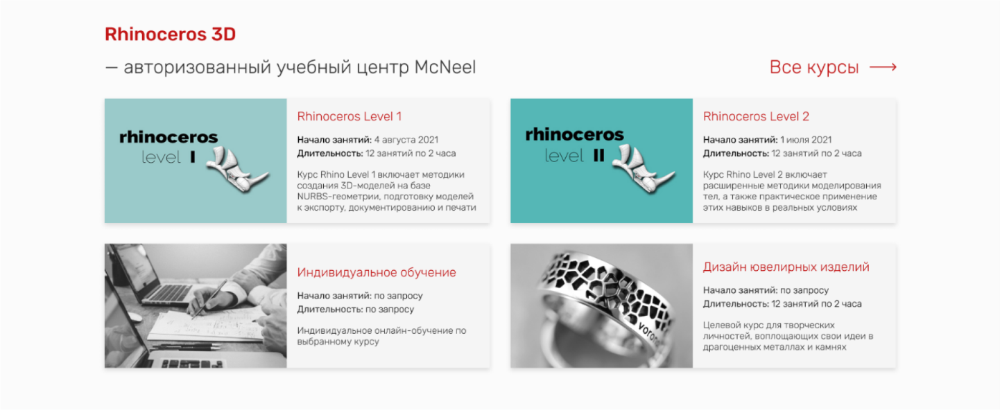 Rhinoceros 3D
— авторизованный учебный центр McNeel
Все курсы
rhinoceros
level I
Rhinoceros Level 1
Начало занятий: 4 августа 2021
Длительность: 12 занятий по 2 часа
Курс Rhino Level 1 включает методики
создания 3D-моделей на базе
NURBS-геометрии, подготовку моделей
к экспорту, документированию и печати
rhinoceros
level II
Rhinoceros Level 2
Начало занятий: 1 июля 2021
Длительность: 12 занятий по 2 часа
Курс Rhino Level 2 включает
расширенные методики моделирования
тел, а также практическое применение
этих навыков в реальных условиях
Индивидуальное обучение
Начало занятий: по запросу
Длительность: по запросу
Индивидуальное онлайн-обучение по
выбранному курсу
Дизайн ювелирных изделий
Начало занятий: по запросу
Длительность: 12 занятий по 2 часа
Целевой курс для творческих
личностей, воплощающих свои идеи в
драгоценных металлах и камнях